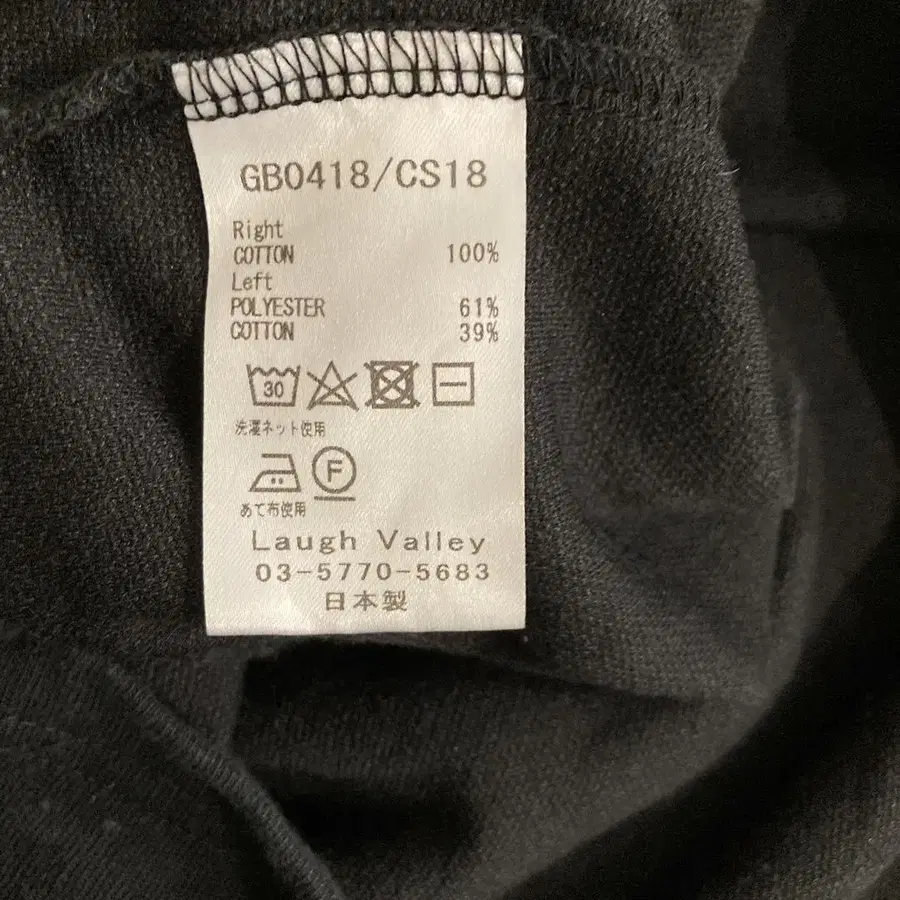 GB0418/CS18
Right
COTTON 100%
Left
POLYESTER 61%
COTTON 39%
30
洗濯ネット使用
F
あて布使用
Laugh Valley
03-5770-5683
日本製